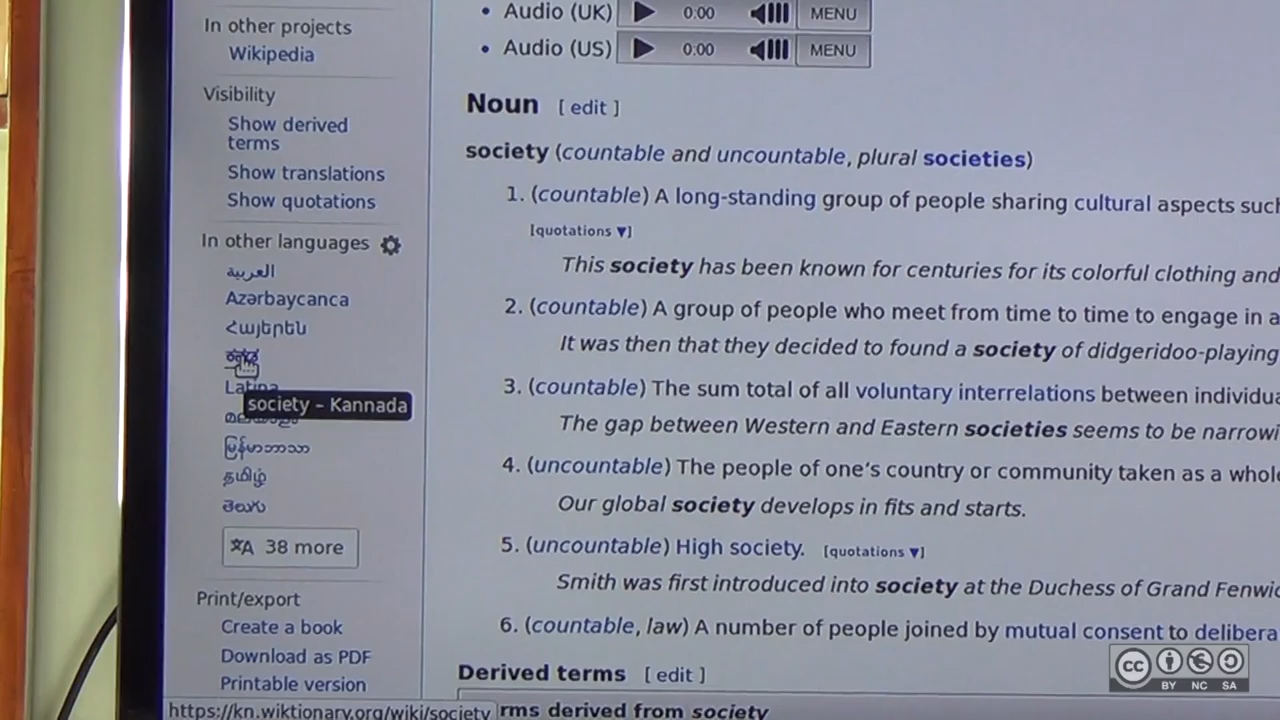 In other projects
Wikipedia
Visibility
Show derived
terms
Show translations
Show quotations
In other languages
العربية
Azərbaycanca
Հայերեն
Latina
society – Kannada
မြန်မာဘာသာ
தமிழ்
తెలుగు
38 more
Print/export
Create a book
Download as PDF
Printable version
https://kn.wiktionary.org/wiki/society
Audio (UK) 0:00 MENU
Audio (US) 0:00 MENU
Noun [ edit ]
society (countable and uncountable, plural societies)
1. (countable) A long-standing group of people sharing cultural aspects such
[quotations ▼]
This society has been known for centuries for its colorful clothing and
2. (countable) A group of people who meet from time to time to engage in a
It was then that they decided to found a society of didgeridoo-playing
3. (countable) The sum total of all voluntary interrelations between individua
The gap between Western and Eastern societies seems to be narrowi
4. (uncountable) The people of one’s country or community taken as a whole
Our global society develops in fits and starts.
5. (uncountable) High society. [quotations ▼]
Smith was first introduced into society at the Duchess of Grand Fenwic
6. (countable, law) A number of people joined by mutual consent to delibera
Derived terms [ edit ]
rms derived from society
cc BY NC SA